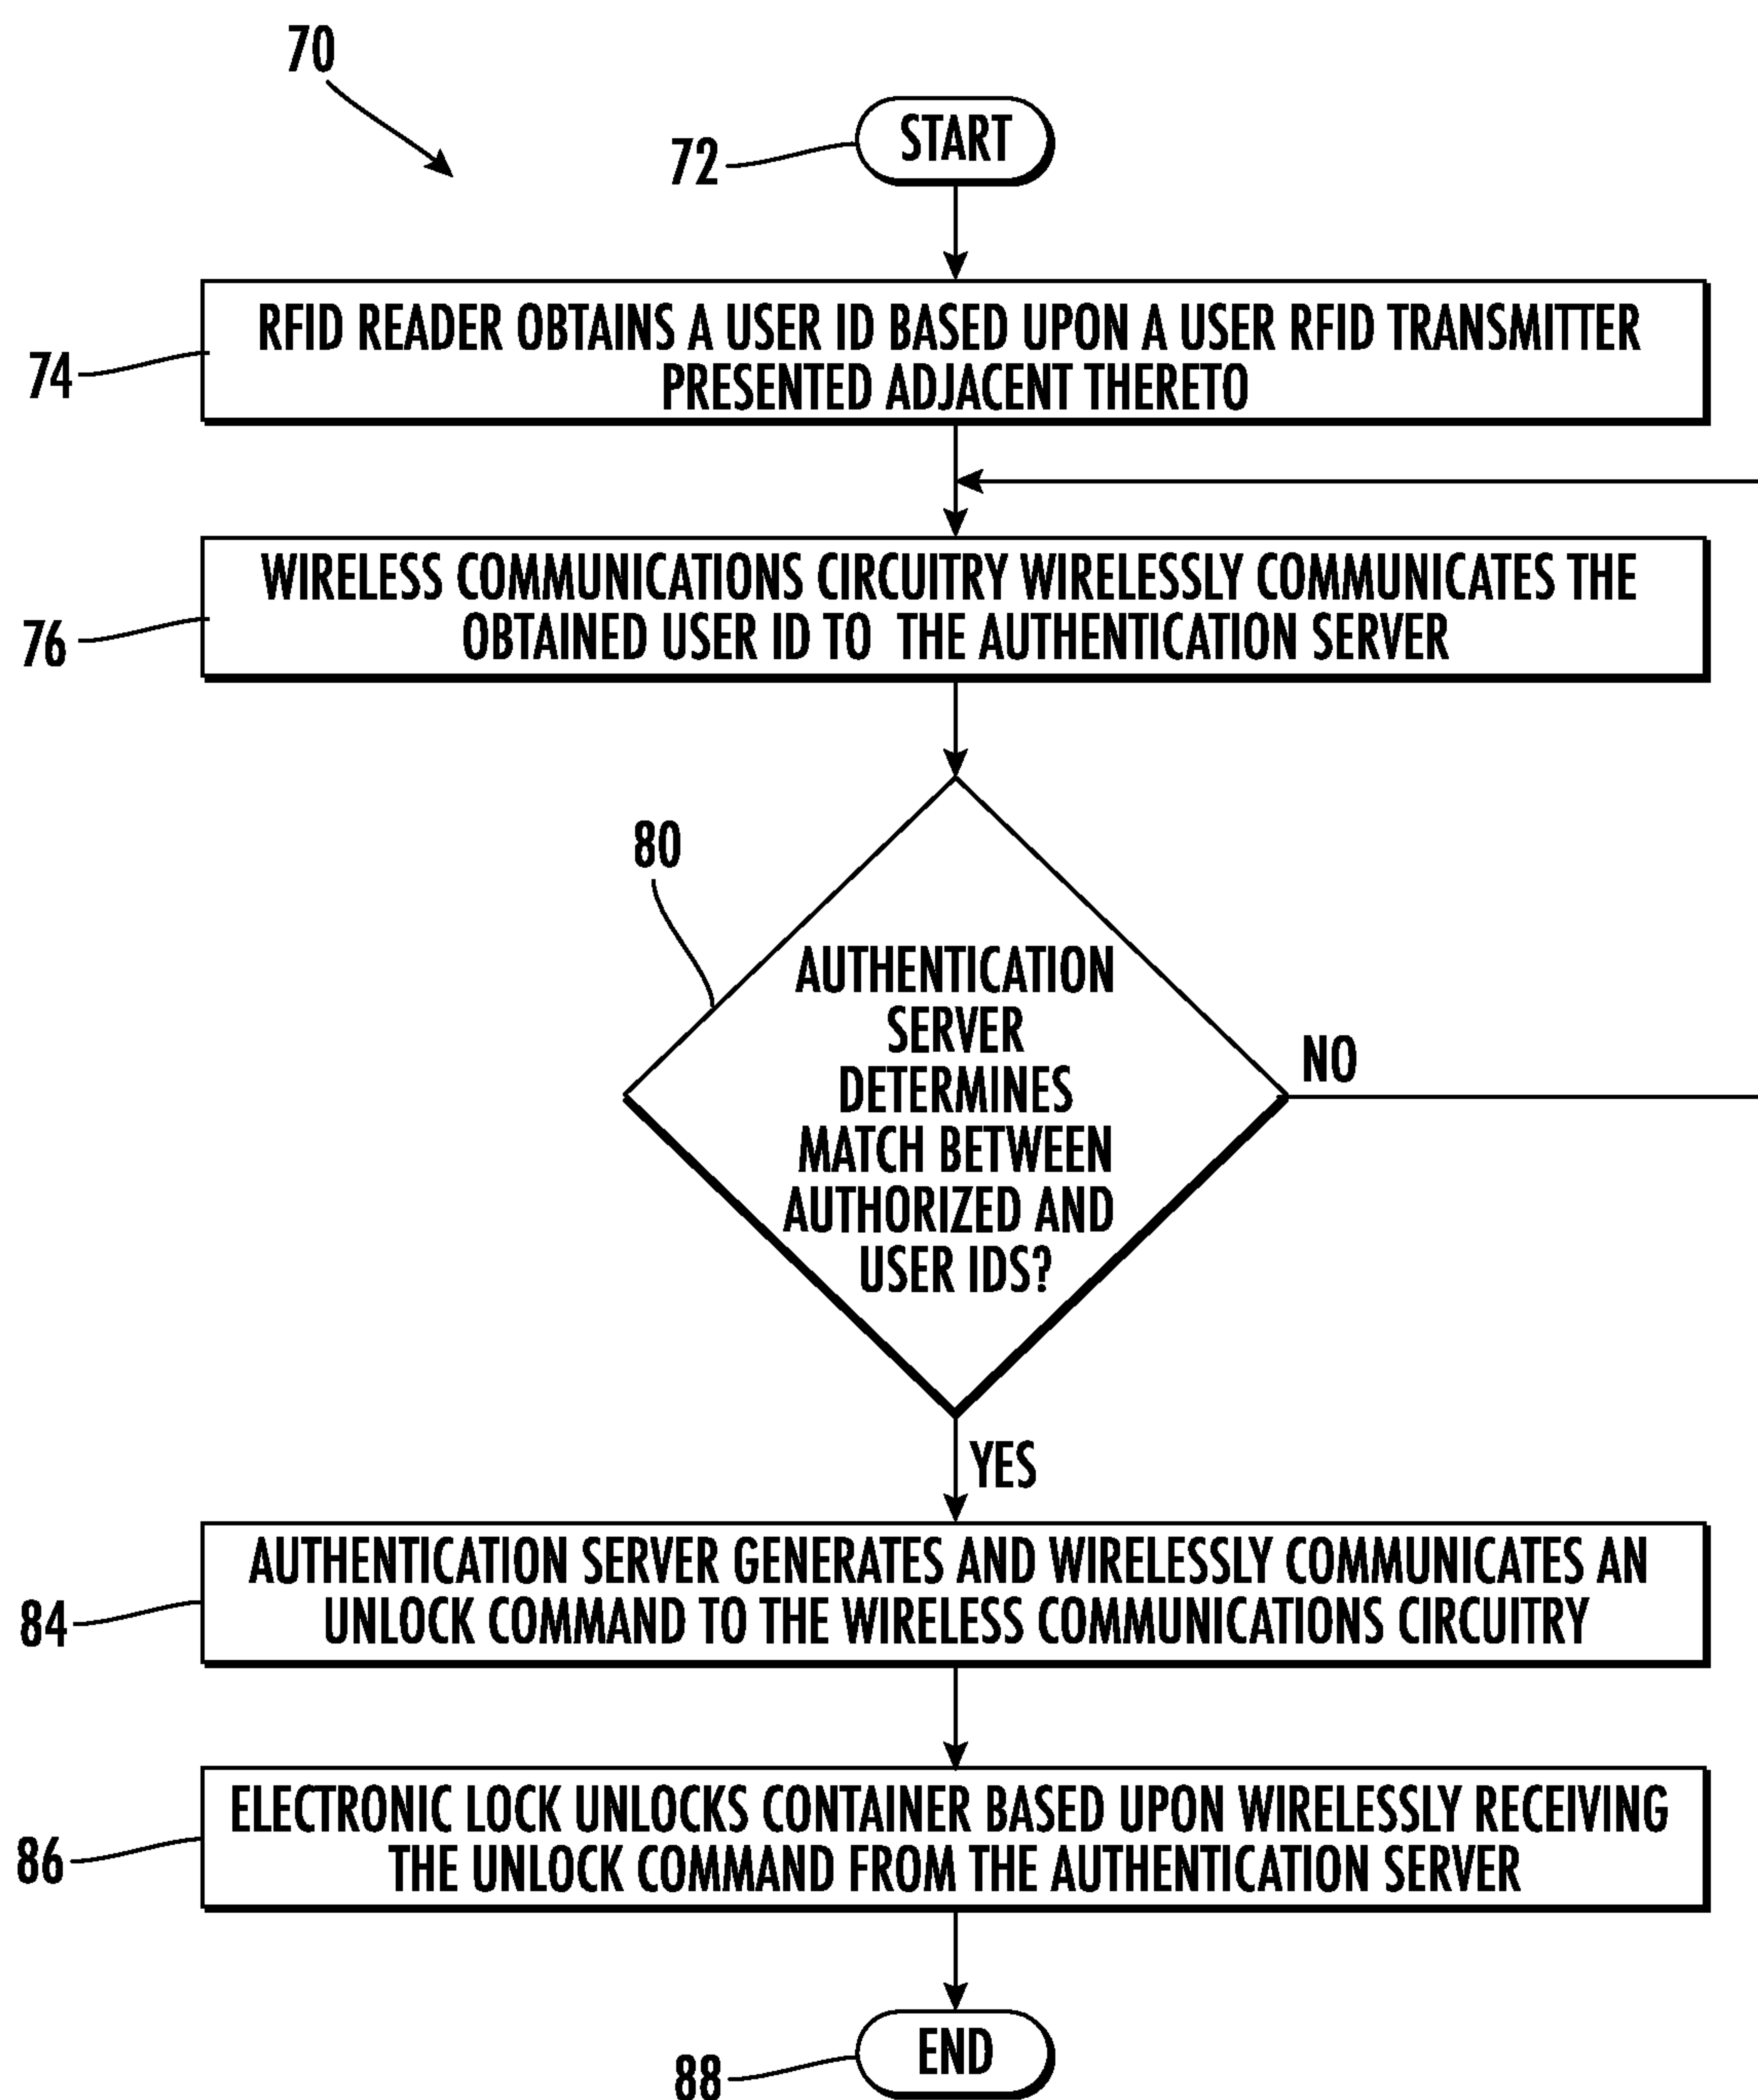 70
START
72
RFID READER OBTAINS A USER ID BASED UPON A USER RFID TRANSMITTER
PRESENTED ADJACENT THERETO
74
WIRELESS COMMUNICATIONS CIRCUITRY WIRELESSLY COMMUNICATES THE
OBTAINED USER ID TO THE AUTHENTICATION SERVER
76
80
AUTHENTICATION
SERVER
DETERMINES
MATCH BETWEEN
AUTHORIZED AND
USER IDS?
NO
YES
AUTHENTICATION SERVER GENERATES AND WIRELESSLY COMMUNICATES AN
UNLOCK COMMAND TO THE WIRELESS COMMUNICATIONS CIRCUITRY
84
ELECTRONIC LOCK UNLOCKS CONTAINER BASED UPON WIRELESSLY RECEIVING
THE UNLOCK COMMAND FROM THE AUTHENTICATION SERVER
86
END
88